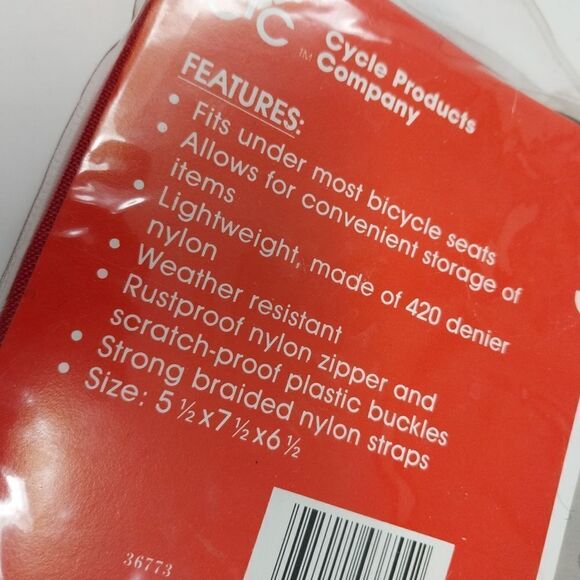 Cycle Products
™ Company
FEATURES:
• Fits under most bicycle seats
• Allows for convenient storage of
items
• Lightweight, made of 420 denier
nylon
• Weather resistant
• Rustproof nylon zipper and
scratch-proof plastic buckles
• Strong braided nylon straps
• Size: 5 ½ x 7 ½ x 6 ½
36773